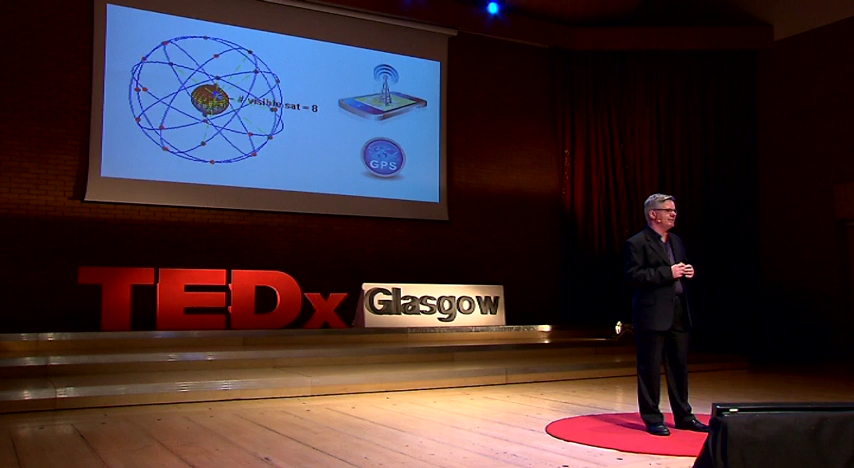 # visible sat = 8
GPS
TEDx
Glasgow